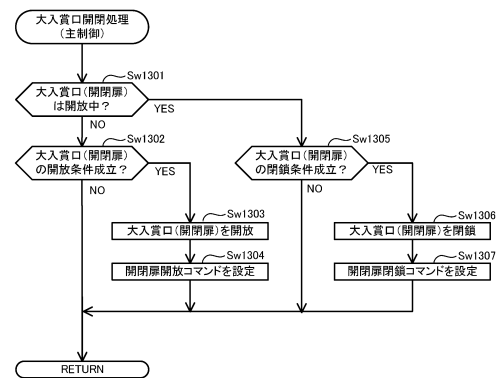 大入賞口開閉処理
(主制御)
Sw1301
大入賞口(開閉扉)
は開放中?
YES
NO
Sw1302
大入賞口(開閉扉)
の開放条件成立?
YES
NO
Sw1305
大入賞口(開閉扉)
の閉鎖条件成立?
YES
NO
Sw1303
大入賞口(開閉扉)を開放
Sw1304
開閉扉開放コマンドを設定
Sw1306
大入賞口(開閉扉)を閉鎖
Sw1307
開閉扉閉鎖コマンドを設定
RETURN